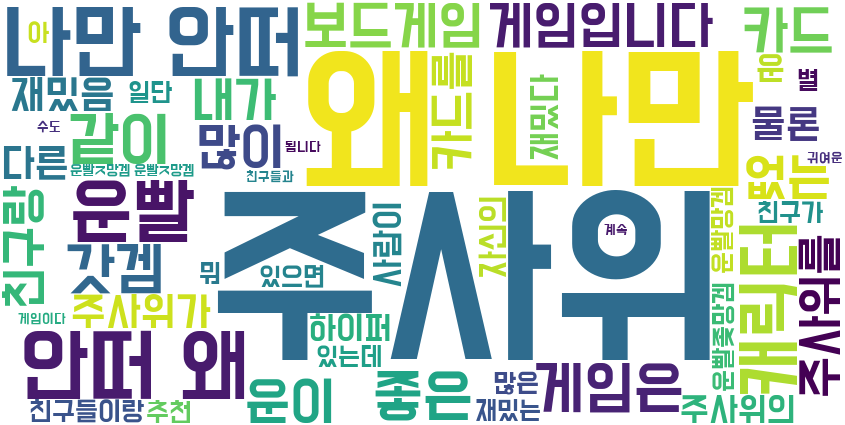 나만 안떠
보드게임
게임입니다
카드
아
재밌음
일단
내가
카드를
재밌다
왜 나만
운
별
수도
같이
많이
됩니다
물론
다른
운빨ㅈ망겜 운빨ㅈ망겜
친구들과
없는
귀여운
친구랑
운빨
주사위
사람이
자신의
계속
운빨망겜
친구가
갓겜
뭐
있으면
캐릭터
주사위를
주사위가
게임이다
하이퍼
있는데
운빨좆망겜
안떠 왜
운이
좋은
많은
재밌는
게임은
친구들이랑
추천
주사위의